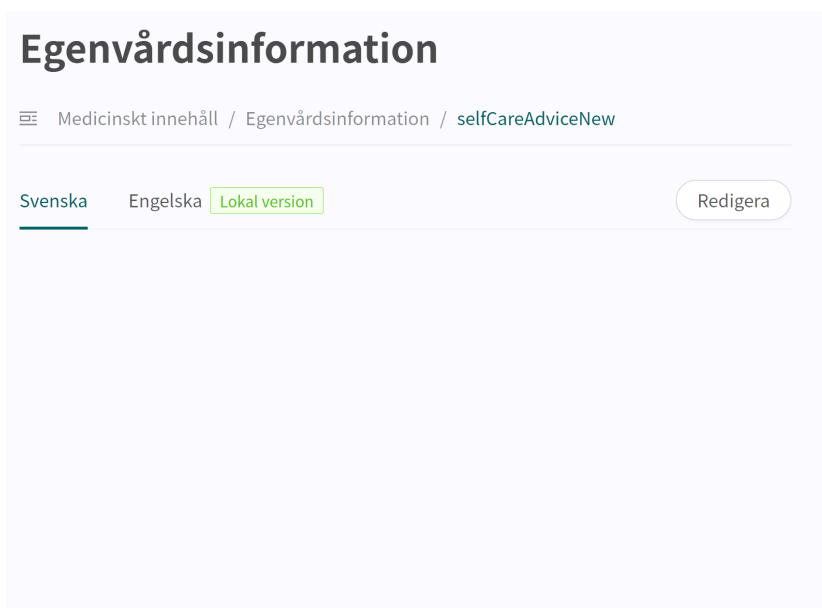 Egenvårdsinformation
Medicinskt innehåll / Egenvårdsinformation / selfCareAdviceNew
Svenska Engelska Lokal version Redigera